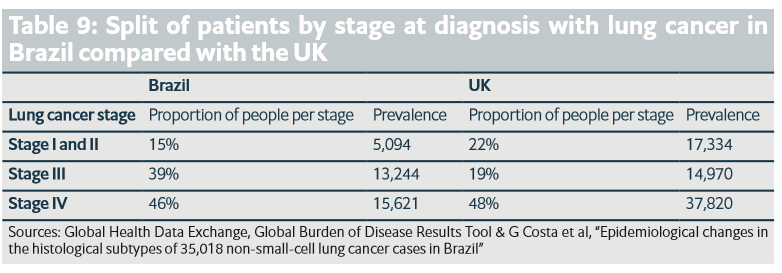 Table 9: Split of patients by stage at diagnosis with lung cancer in
Brazil compared with the UK
Brazil UK
Lung cancer stage Proportion of people per stage Prevalence Proportion of people per stage Prevalence
Stage I and II 15% 5,094 22% 17,334
Stage III 39% 13,244 19% 14,970
Stage IV 46% 15,621 48% 37,820
Sources: Global Health Data Exchange, Global Burden of Disease Results Tool & G Costa et al, “Epidemiological changes in
the histological subtypes of 35,018 non-small-cell lung cancer cases in Brazil”